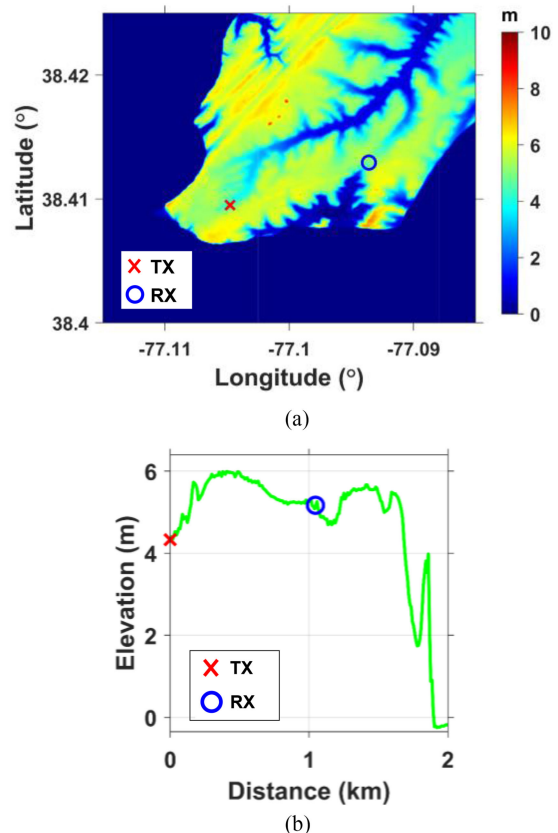 m
10
8
6
4
2
0
38.42
38.41
38.4
Latitude (°)
TX
RX
-77.11
-77.1
-77.09
Longitude (°)
(a)
6
4
2
0
Elevation (m)
TX
RX
0
1
2
Distance (km)
(b)